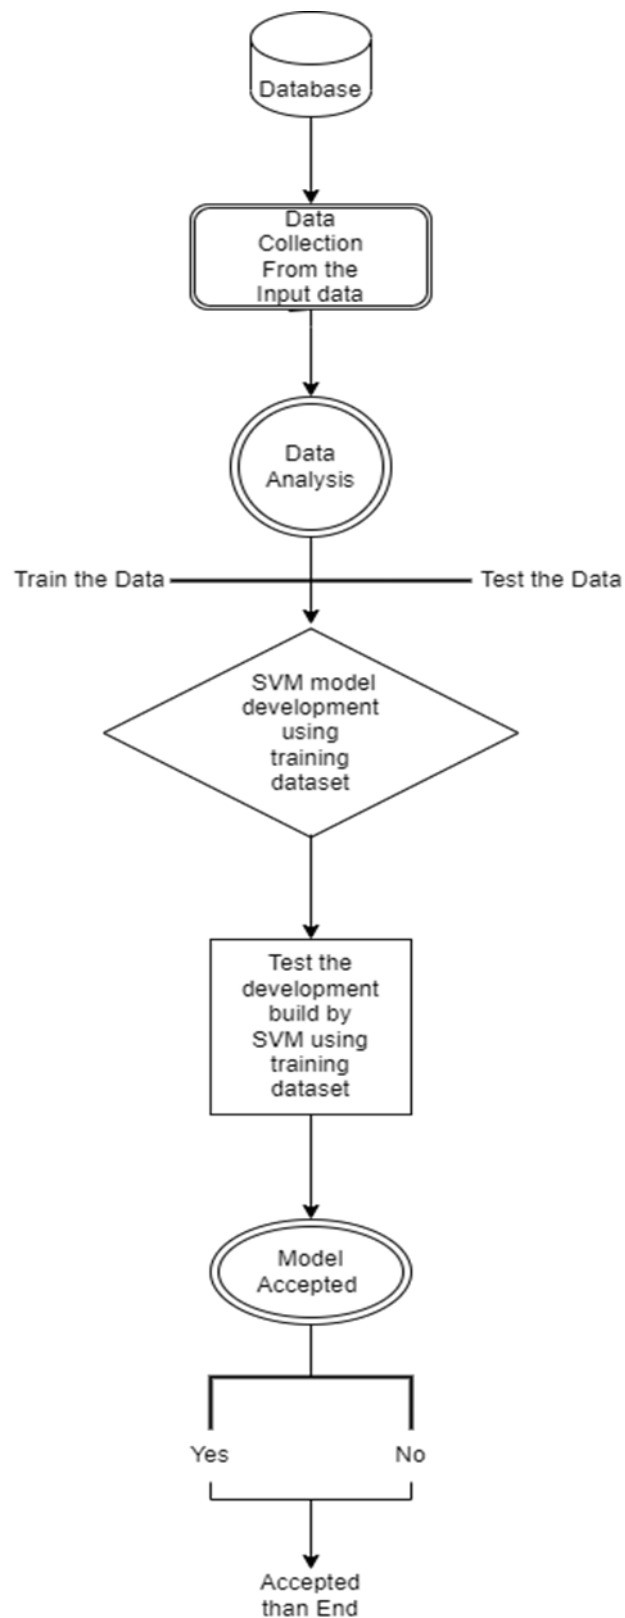 Database
Data
Collection
From the
Input data
Data
Analysis
Train the Data
Test the Data
SVM model
development
using
training
dataset
Test the
development
build by
SVM using
training
dataset
Model
Accepted
Yes
No
Accepted
than End